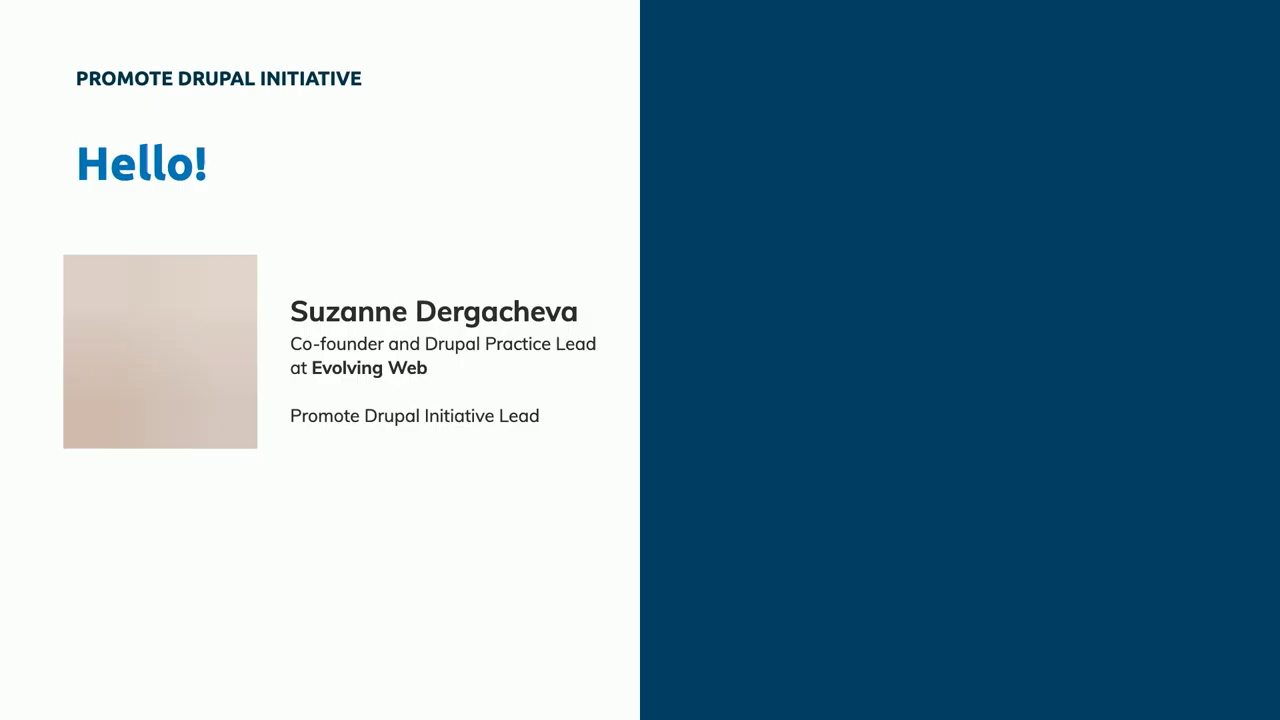 PROMOTE DRUPAL INITIATIVE
Hello!
Suzanne Dergacheva
Co-founder and Drupal Practice Lead
at Evolving Web
Promote Drupal Initiative Lead